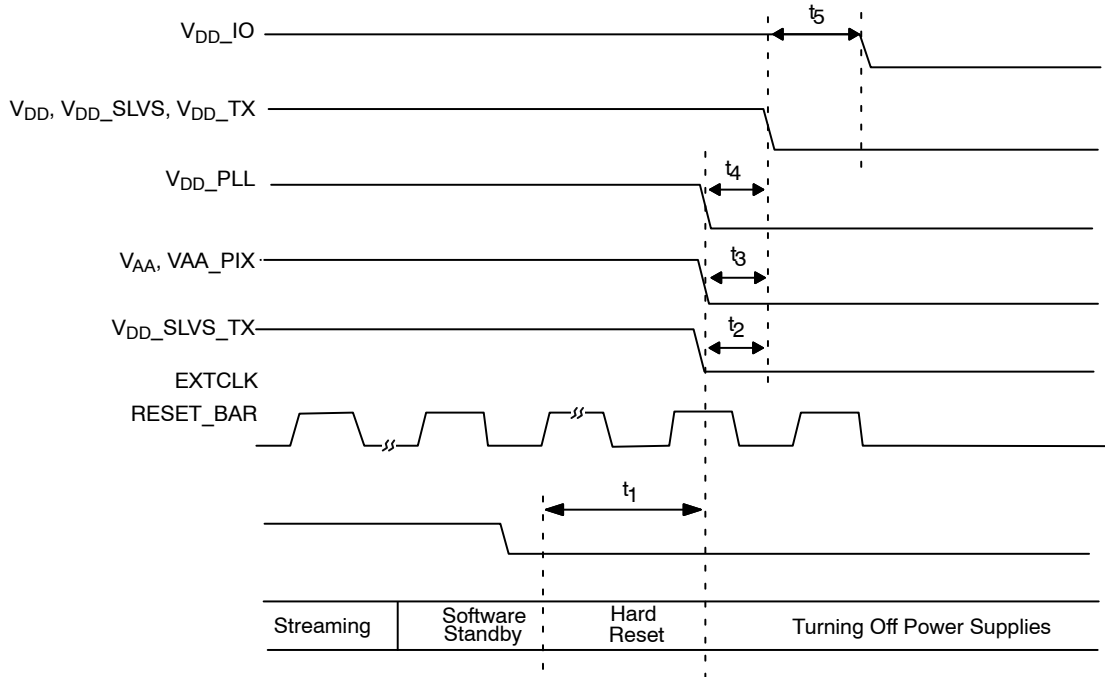 t5
VDD_IO
VDD, VDD_SLVS, VDD_TX
VDD_PLL
t4
VAA, VAA_PIX
t3
VDD_SLVS_TX
t2
EXTCLK
RESET_BAR
t1
Streaming
Software
Standby
Hard
Reset
Turning Off Power Supplies